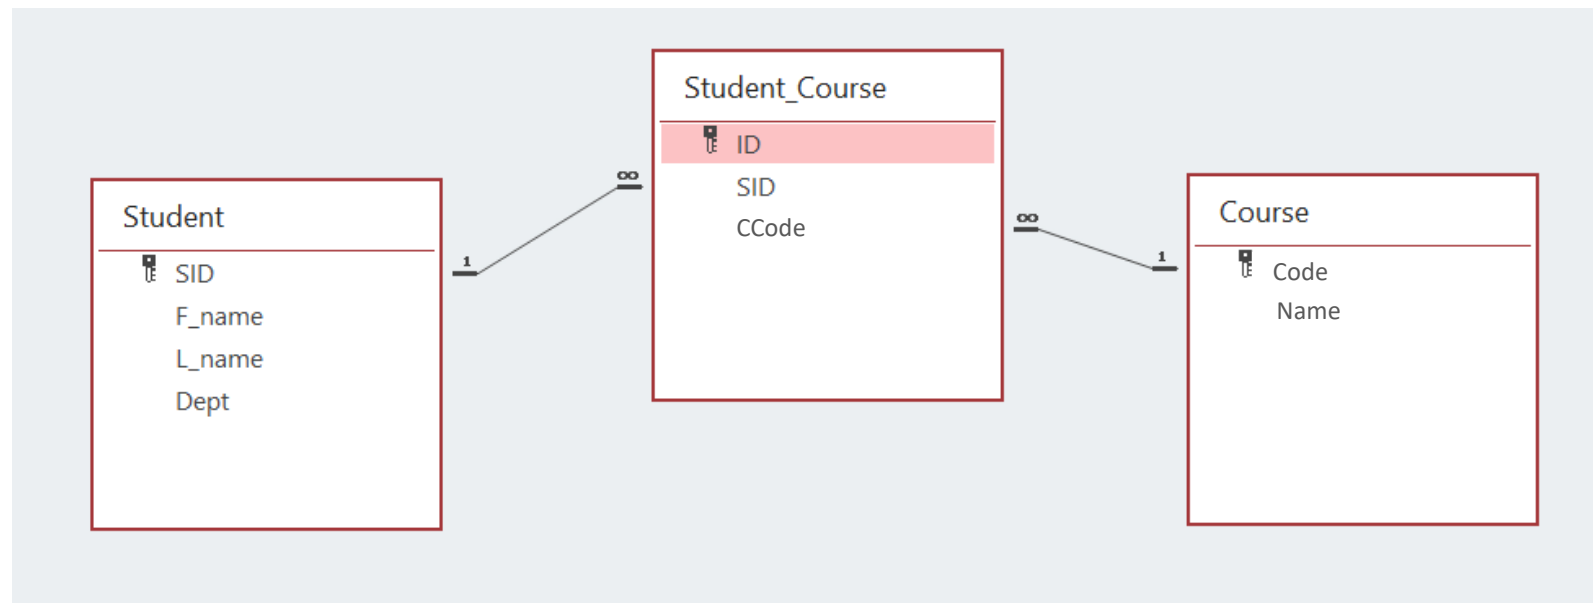 Student
SID
F_name
L_name
Dept
1
∞
Student_Course
ID
SID
CCode
∞
1
Course
Code
Name